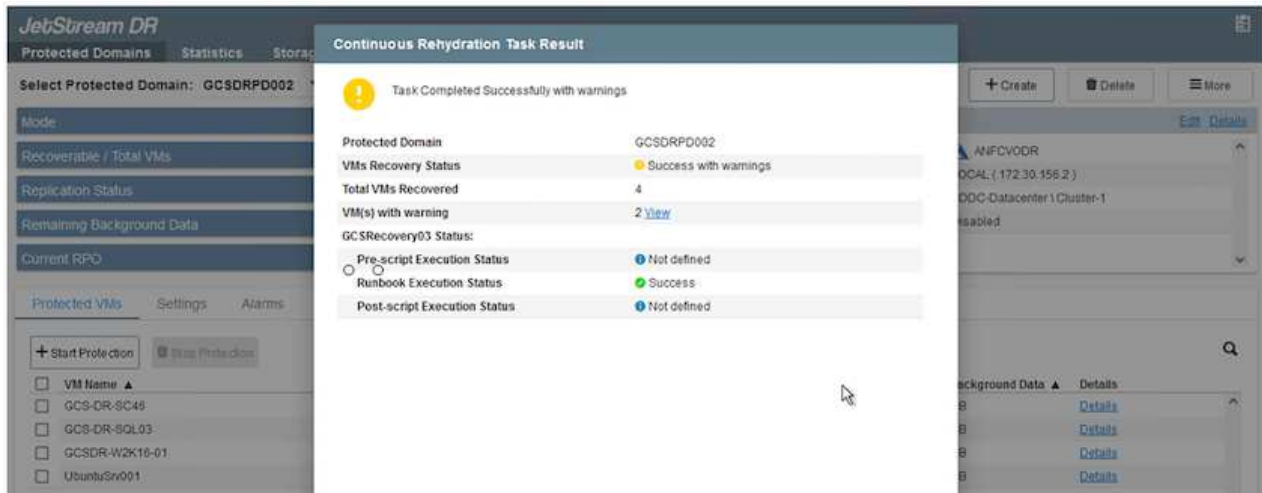 JetStream DR
Protected Domains Statistics Storag
Select Protected Domain: GCSDRPD002
+ Create Delete More
Mode
Edit Details
Recoverable / Total VMs
Replication Status
Remaining Background Data
Current RPO
ANFCVODR
OCAL ( 172.30.156.2 )
DDC-Datacenter \ Cluster-1
isabled
Continuous Rehydration Task Result
Task Completed Successfully with warnings
Protected Domain GCSDRPD002
VMs Recovery Status Success with warnings
Total VMs Recovered 4
VM(s) with warning 2 View
GCSRecovery03 Status:
Pre-script Execution Status Not defined
Runbook Execution Status Success
Post-script Execution Status Not defined
Protected VMs Settings Alarms
+ Start Protection Stop Protection
VM Name ▲ ackground Data ▲ Details
GCS-DR-SC46 B Details
GCS-DR-SQL03 B Details
GCSDR-W2K16-01 B Details
UbuntuSrv001 B Details